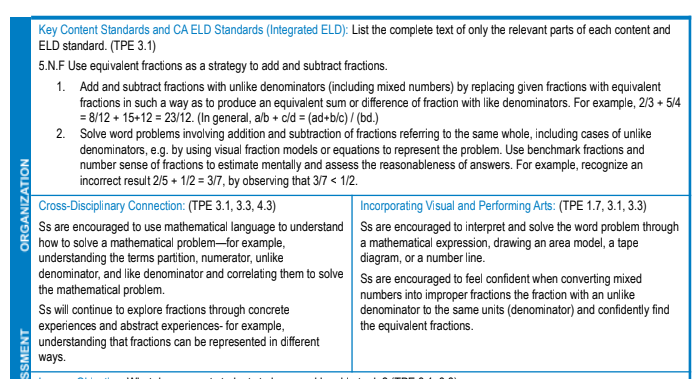 Key Content Standards and CA ELD Standards (Integrated ELD): List the complete text of only the relevant parts of each content and
ELD standard. (TPE 3.1)
5.N.F Use equivalent fractions as a strategy to add and subtract fractions.
1. Add and subtract fractions with unlike denominators (including mixed numbers) by replacing given fractions with equivalent
fractions in such a way as to produce an equivalent sum or difference of fraction with like denominators. For example, 2/3 + 5/4
= 8/12 + 15+12 = 23/12. (In general, a/b + c/d = (ad+b/c) / (bd.)
2. Solve word problems involving addition and subtraction of fractions referring to the same whole, including cases of unlike
denominators, e.g. by using visual fraction models or equations to represent the problem. Use benchmark fractions and
number sense of fractions to estimate mentally and assess the reasonableness of answers. For example, recognize an
incorrect result 2/5 + 1/2 = 3/7, by observing that 3/7 < 1/2.
ORGANIZATION
Cross-Disciplinary Connection: (TPE 3.1, 3.3, 4.3)
Ss are encouraged to use mathematical language to understand
how to solve a mathematical problem—for example,
understanding the terms partition, numerator, unlike
denominator, and like denominator and correlating them to solve
the mathematical problem.
Ss will continue to explore fractions through concrete
experiences and abstract experiences- for example,
understanding that fractions can be represented in different
ways.
Incorporating Visual and Performing Arts: (TPE 1.7, 3.1, 3.3)
Ss are encouraged to interpret and solve the word problem through
a mathematical expression, drawing an area model, a tape
diagram, or a number line.
Ss are encouraged to feel confident when converting mixed
numbers into improper fractions the fraction with an unlike
denominator to the same units (denominator) and confidently find
the equivalent fractions.
SSMENT